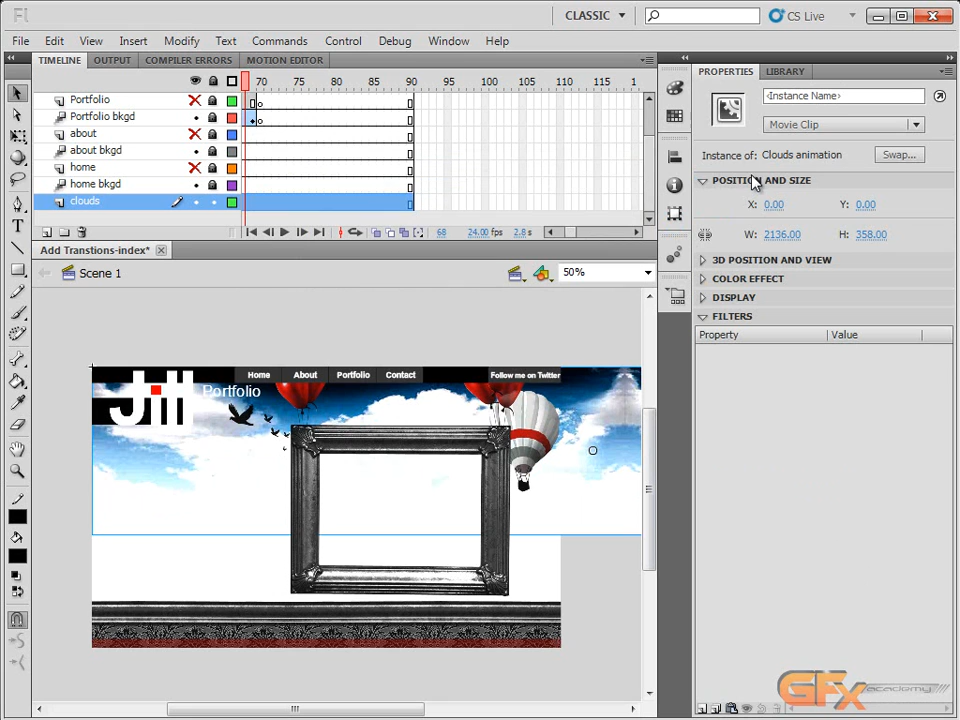 Fl
CLASSIC
CS Live
File Edit View Insert Modify Text Commands Control Debug Window Help
TIMELINE OUTPUT COMPILER ERRORS MOTION EDITOR
PROPERTIES LIBRARY
70 75 80 85 90 95 100 105 110 115 1
Portfolio
Portfolio bkgd
about
about bkgd
home
home bkgd
clouds
68 24.00 fps 2.8 s
<Instance Name>
Movie Clip
Instance of: Clouds animation Swap...
POSITION AND SIZE
X: 0.00 Y: 0.00
W: 2136.00 H: 358.00
3D POSITION AND VIEW
COLOR EFFECT
DISPLAY
FILTERS
Property Value
Add Transtions-index*
Scene 1
50%
Home About Portfolio Contact Follow me on Twitter
Jill Portfolio
GFx academy